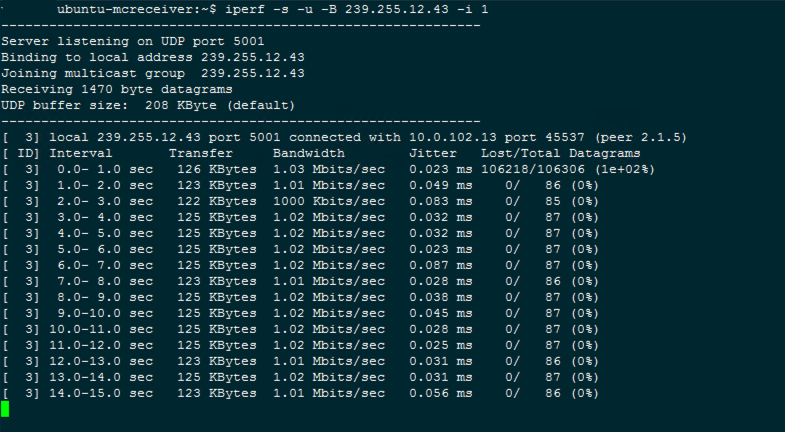 ubuntu-mcreceiver:~$ iperf -s -u -B 239.255.12.43 -i 1
------------------------------------------------------------
Server listening on UDP port 5001
Binding to local address 239.255.12.43
Joining multicast group  239.255.12.43
Receiving 1470 byte datagrams
UDP buffer size:  208 KByte (default)
------------------------------------------------------------
[  3] local 239.255.12.43 port 5001 connected with 10.0.102.13 port 45537 (peer 2.1.5)
[ ID] Interval       Transfer     Bandwidth        Jitter   Lost/Total Datagrams
[  3]  0.0- 1.0 sec   126 KBytes  1.03 Mbits/sec   0.023 ms 106218/106306 (1e+02%)
[  3]  1.0- 2.0 sec   123 KBytes  1.01 Mbits/sec   0.049 ms    0/   86 (0%)
[  3]  2.0- 3.0 sec   122 KBytes  1000 Kbits/sec   0.083 ms    0/   85 (0%)
[  3]  3.0- 4.0 sec   125 KBytes  1.02 Mbits/sec   0.032 ms    0/   87 (0%)
[  3]  4.0- 5.0 sec   125 KBytes  1.02 Mbits/sec   0.032 ms    0/   87 (0%)
[  3]  5.0- 6.0 sec   125 KBytes  1.02 Mbits/sec   0.023 ms    0/   87 (0%)
[  3]  6.0- 7.0 sec   125 KBytes  1.02 Mbits/sec   0.087 ms    0/   87 (0%)
[  3]  7.0- 8.0 sec   123 KBytes  1.01 Mbits/sec   0.028 ms    0/   86 (0%)
[  3]  8.0- 9.0 sec   125 KBytes  1.02 Mbits/sec   0.038 ms    0/   87 (0%)
[  3]  9.0-10.0 sec   125 KBytes  1.02 Mbits/sec   0.045 ms    0/   87 (0%)
[  3] 10.0-11.0 sec   125 KBytes  1.02 Mbits/sec   0.028 ms    0/   87 (0%)
[  3] 11.0-12.0 sec   125 KBytes  1.02 Mbits/sec   0.025 ms    0/   87 (0%)
[  3] 12.0-13.0 sec   123 KBytes  1.01 Mbits/sec   0.031 ms    0/   86 (0%)
[  3] 13.0-14.0 sec   125 KBytes  1.02 Mbits/sec   0.031 ms    0/   87 (0%)
[  3] 14.0-15.0 sec   123 KBytes  1.01 Mbits/sec   0.056 ms    0/   86 (0%)